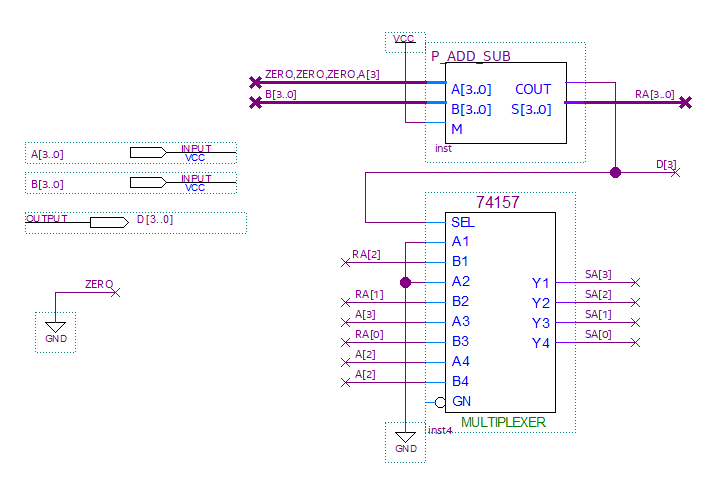 VCC
P_ADD_SUB
ZERO,ZERO,ZERO,A[3]
A[3..0]
COUT
RA[3..0]
B[3..0]
B[3..0]
S[3..0]
M
inst
A[3..0]
INPUT
VCC
B[3..0]
INPUT
VCC
OUTPUT
D[3..0]
D[3]
74157
SEL
A1
RA[2]
B1
A2
Y1
SA[3]
RA[1]
B2
Y2
SA[2]
A[3]
A3
Y3
SA[1]
RA[0]
B3
Y4
SA[0]
A[2]
A4
A[2]
B4
GN
MULTIPLEXER
inst4
ZERO
GND
GND